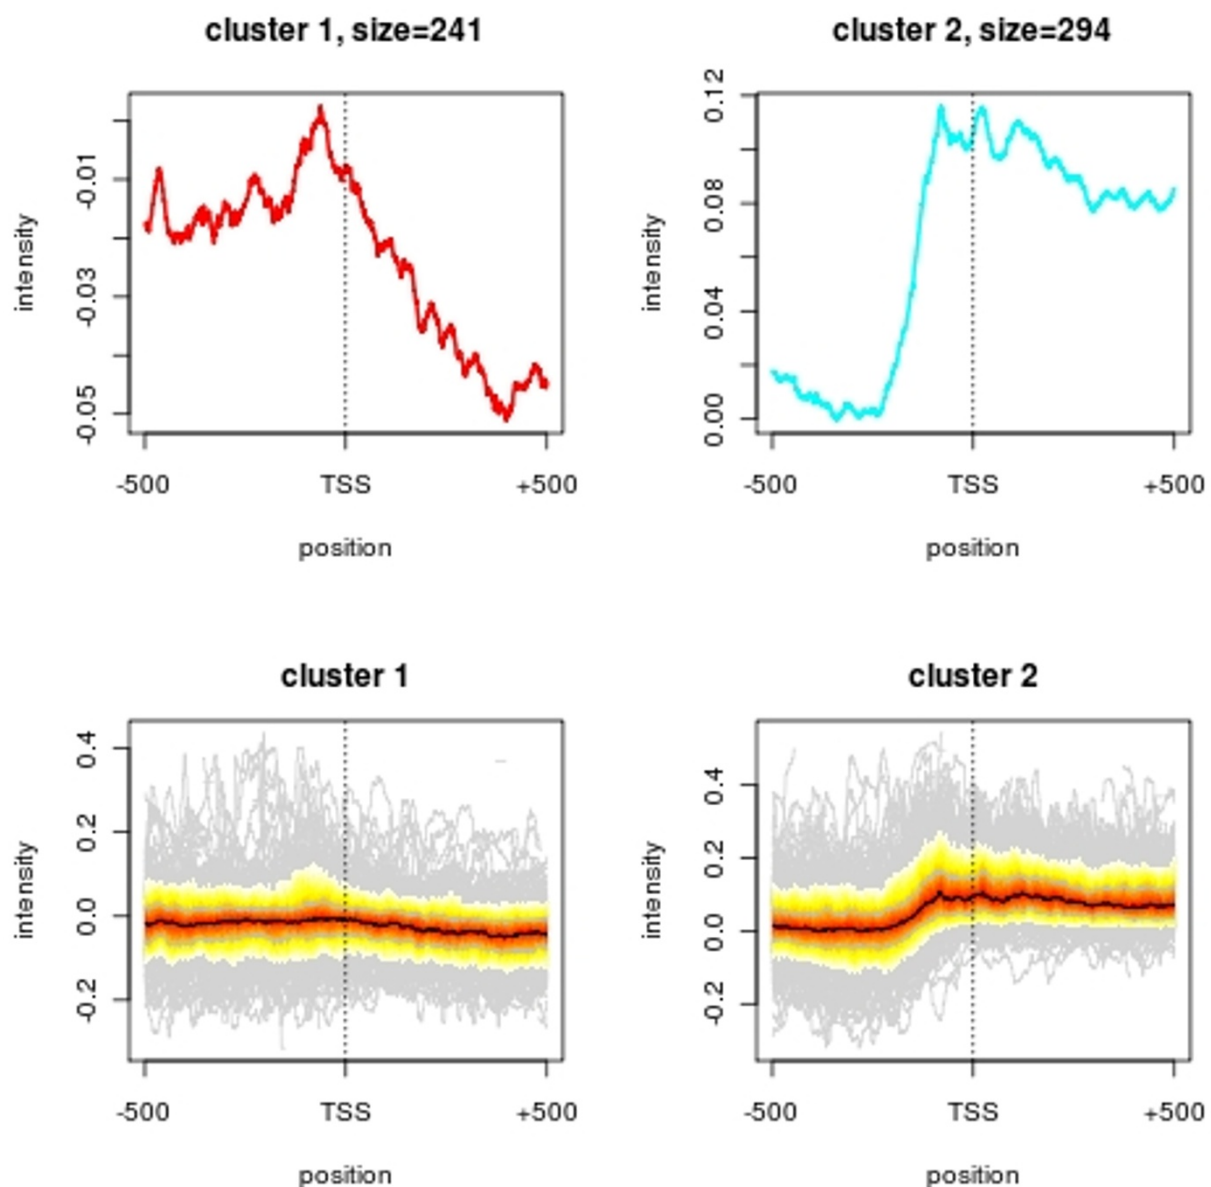 cluster 1, size=241
intensity
-0.01
-0.03
-0.05
-500 TSS +500
position
cluster 2, size=294
intensity
0.12
0.08
0.04
0.00
-500 TSS +500
position
cluster 1
intensity
0.4
0.2
0.0
-0.2
-500 TSS +500
position
cluster 2
intensity
0.4
0.2
0.0
-0.2
-500 TSS +500
position